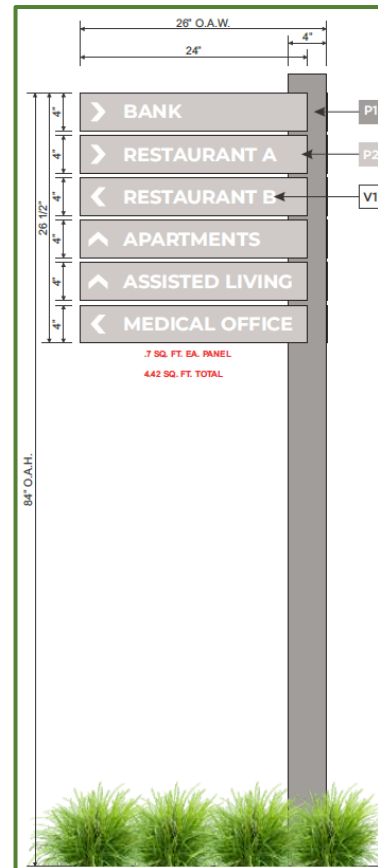 26" O.A.W.
4"
24"
4"
BANK
P1
4"
RESTAURANT A
P2
4"
RESTAURANT B
V1
26 1/2"
4"
APARTMENTS
4"
ASSISTED LIVING
4"
MEDICAL OFFICE
.7 SQ. FT. EA. PANEL
4.42 SQ. FT. TOTAL
84" O.A.H.